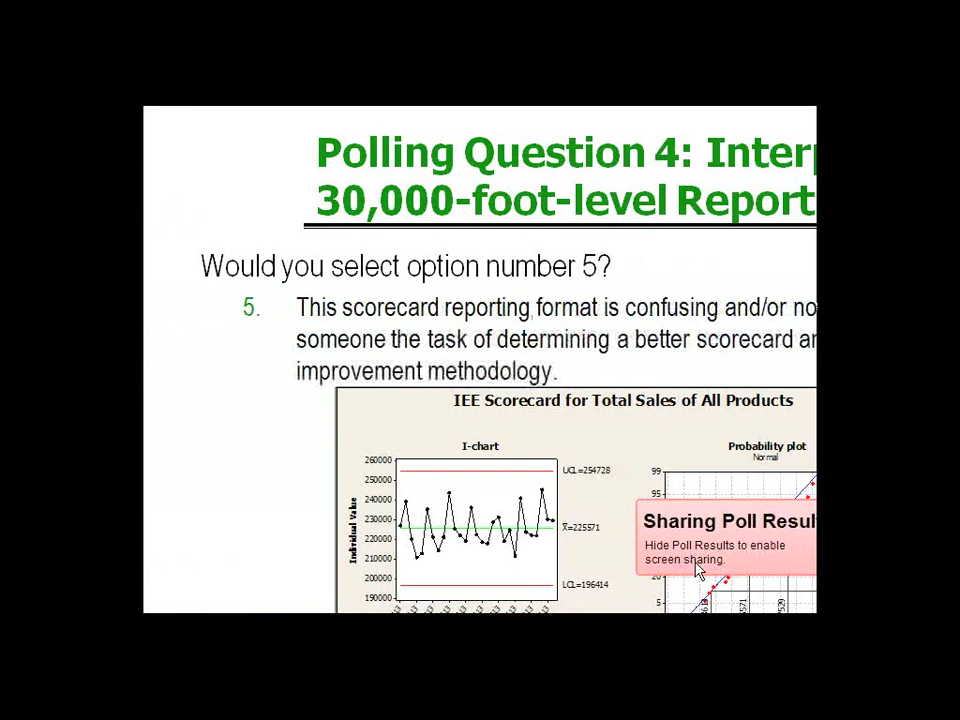 Polling Question 4: Inter
30,000-foot-level Report
Would you select option number 5?
5. This scorecard reporting format is confusing and/or no
someone the task of determining a better scorecard
improvement methodology.
IEE Scorecard for Total Sales of All Products
I-chart
Probability plot
Normal
260000
250000
240000
230000
220000
210000
200000
190000
Individual Value
UCL=254728
X̄=225571
LCL=196414
99
95
20
5
Sharing Poll Resul
Hide Poll Results to enable
screen sharing.